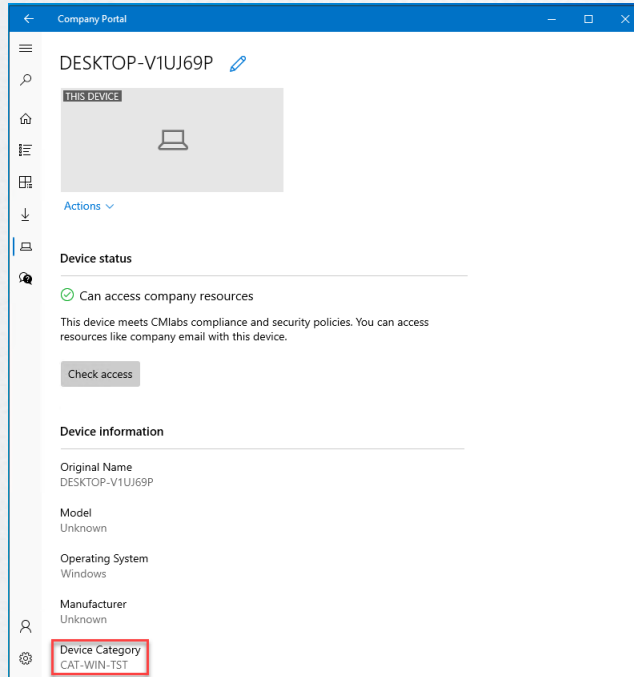 Company Portal
DESKTOP-V1UJ69P
THIS DEVICE
Actions
Device status
Can access company resources
This device meets CMlabs compliance and security policies. You can access
resources like company email with this device.
Check access
Device information
Original Name
DESKTOP-V1UJ69P
Model
Unknown
Operating System
Windows
Manufacturer
Unknown
Device Category
CAT-WIN-TST